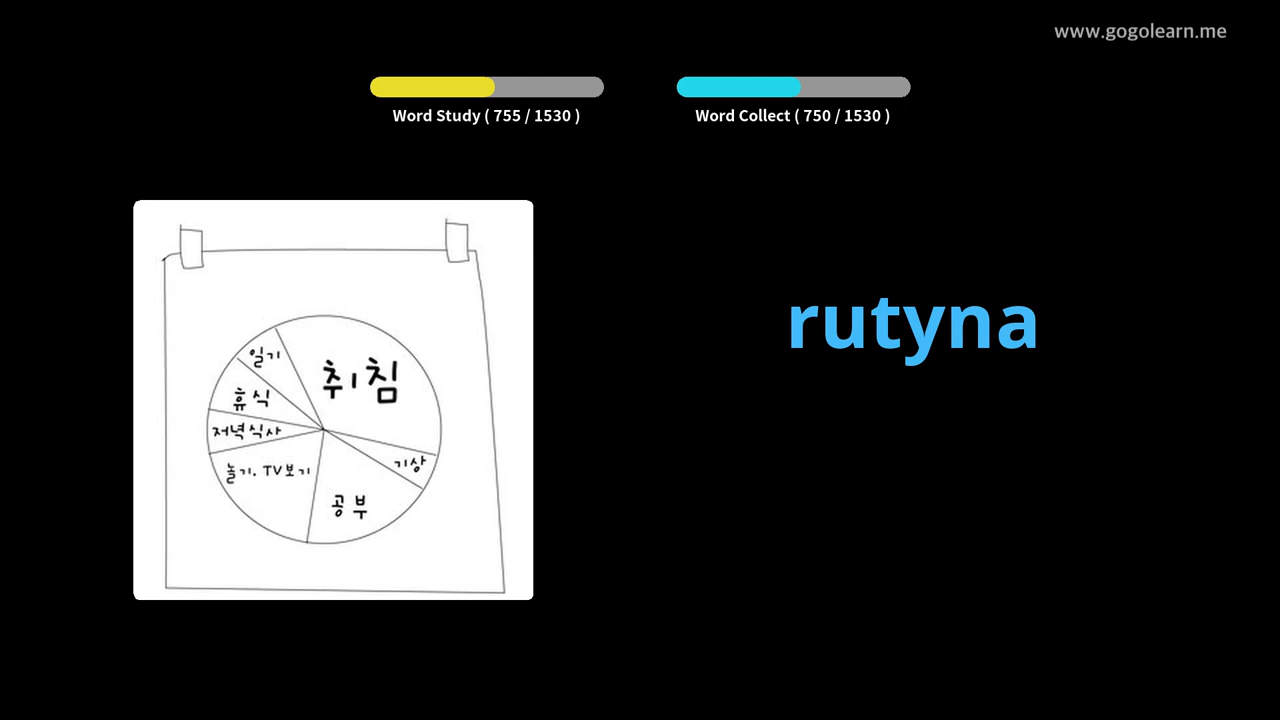 www.gogolearn.me
Word Study ( 755 / 1530 )
Word Collect ( 750 / 1530 )
rutyna
일기
취침
휴식
저녁식사
기상
놀기. TV보기
공부